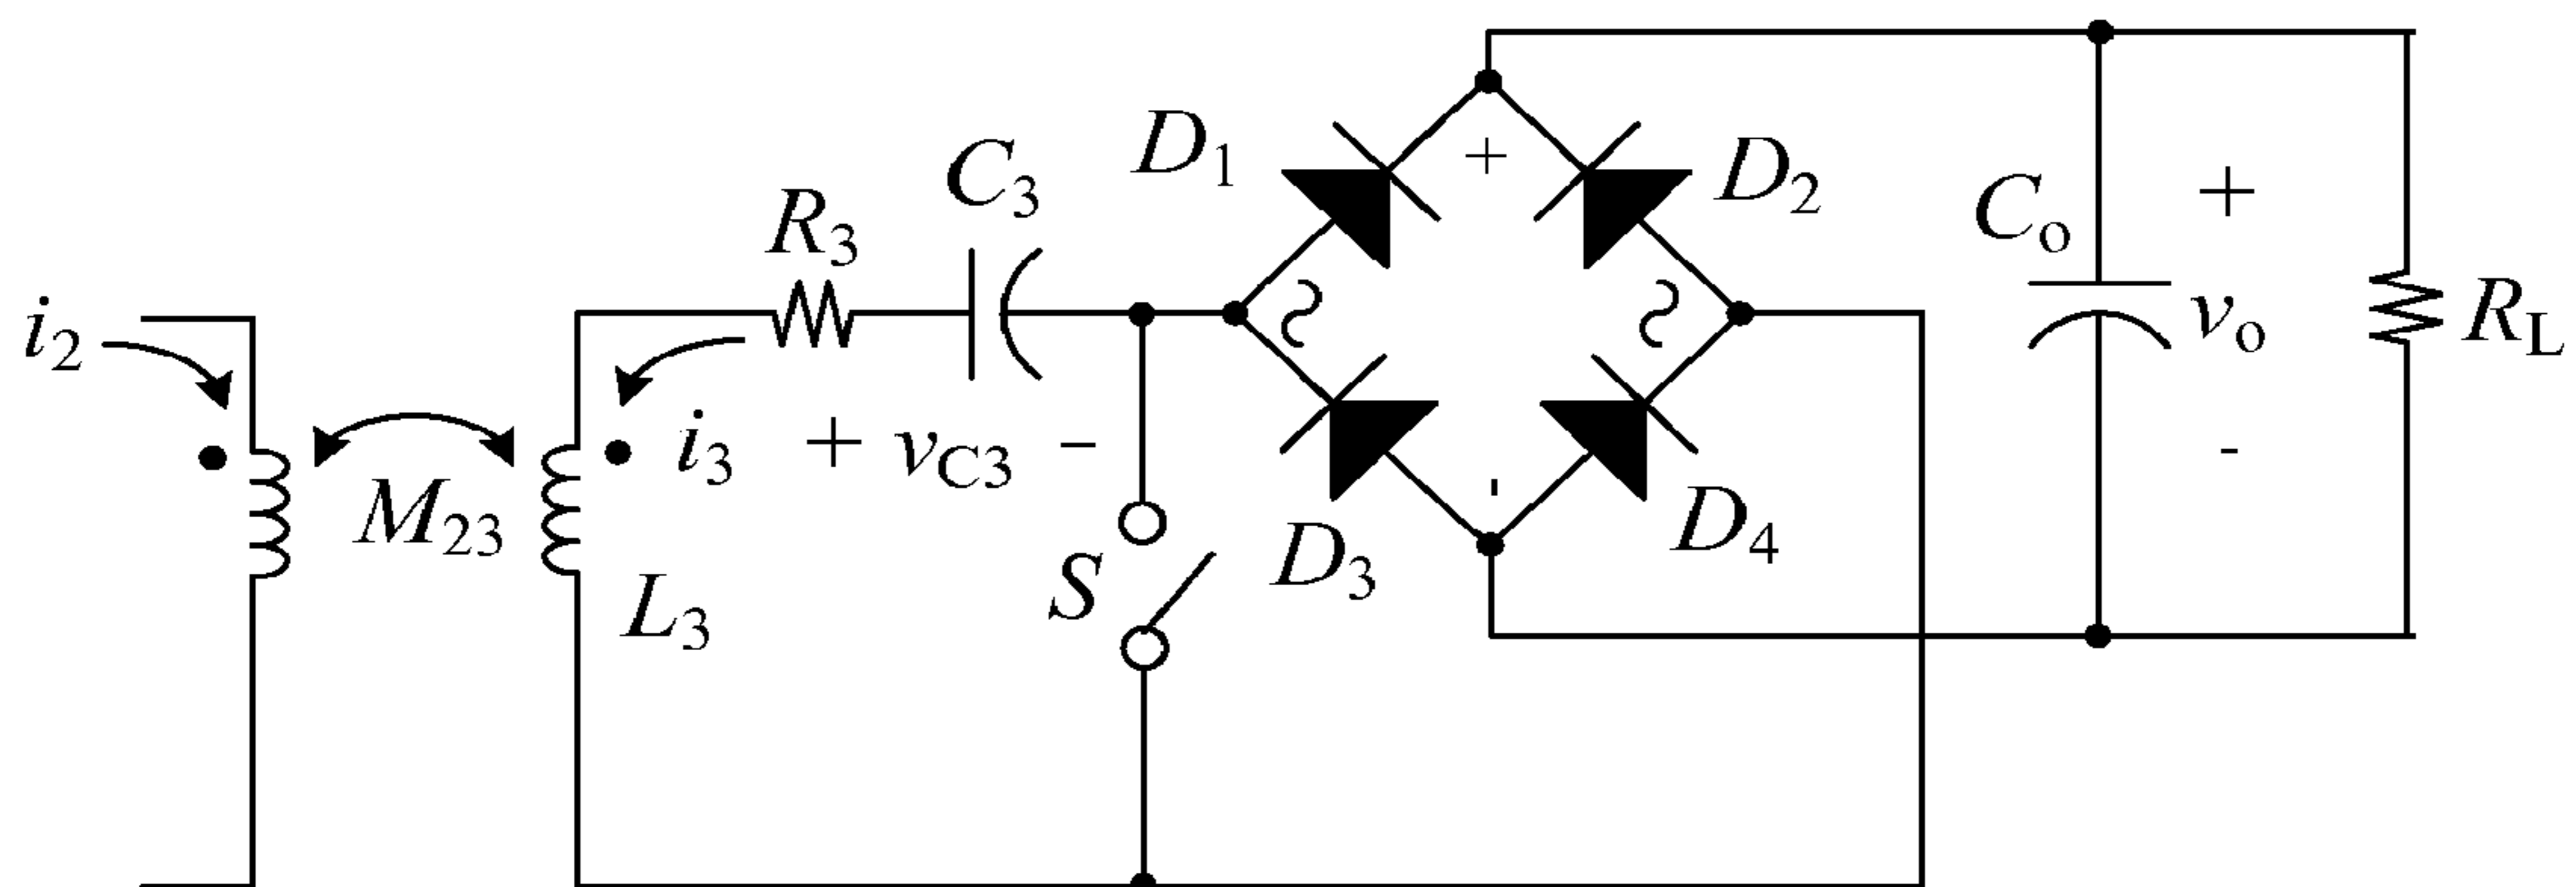 i2
M23
L3
i3
R3
C3
+ vC3 -
S
D1
D2
D3
D4
+
-
Co
+
vo
-
RL